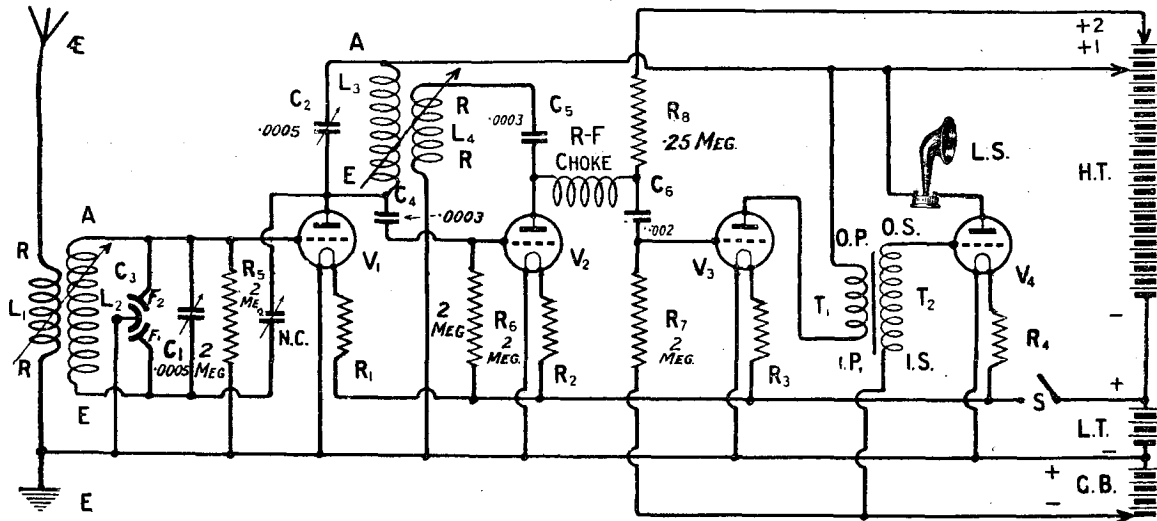 Æ
A
+2
+1
C₂
.0005
L₃
R
L₄
R
C₅
.0003
R-F
CHOKE
R₈
.25 MEG.
L.S.
H.T.
E
C₄
.0003
C₆
.002
A
R
L₁
R
L₂
C₃
F₂
F₁
C₁
.0005
2
MEG
R₅
2
MEG
N.C.
V₁
R₁
2
MEG
R₆
2
MEG.
V₂
R₂
R₇
2
MEG.
V₃
R₃
O.P.
O.S.
T₁
T₂
I.P.
I.S.
V₄
R₄
E
S
−
+
L.T.
−
+
G.B.
−
E